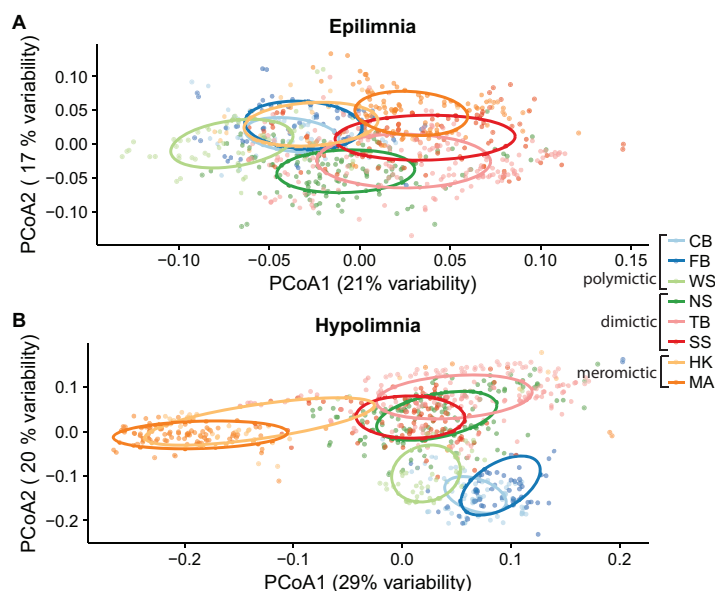 A
Epilimnia
PCoA2 ( 17 % variability)
0.10
0.05
0.00
−0.05
−0.10
−0.10
−0.05
0.00
0.05
0.10
0.15
PCoA1 (21% variability)
CB
FB
polymictic
WS
NS
dimictic
TB
SS
meromictic
HK
MA
B
Hypolimnia
PCoA2 ( 20 % variability)
0.1
0.0
−0.1
−0.2
−0.2
−0.1
0.0
0.1
0.2
PCoA1 (29% variability)